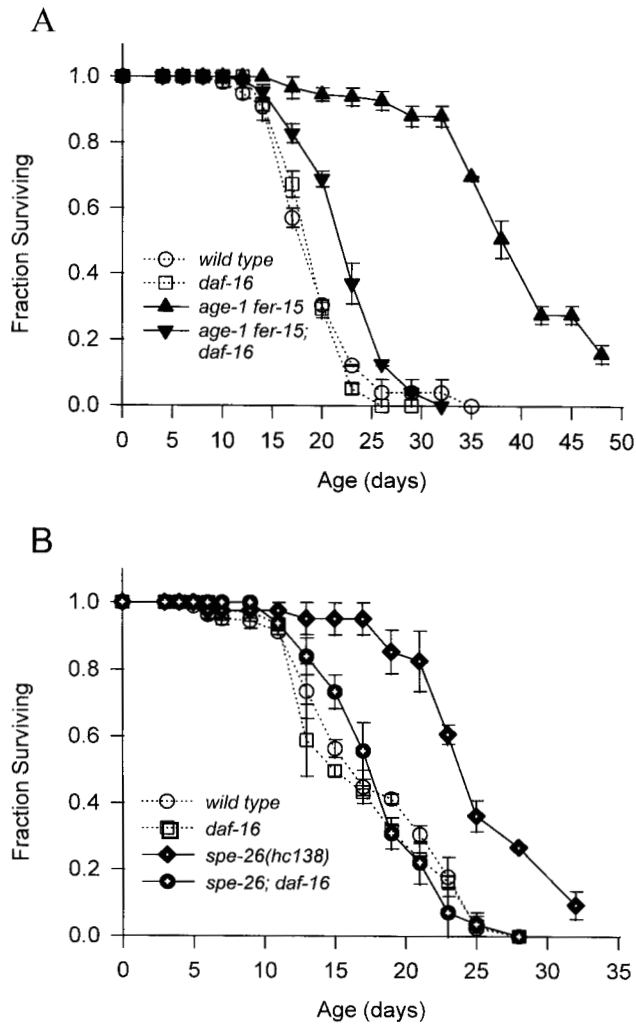 A
Fraction Surviving
1.0
0.8
0.6
0.4
0.2
0.0
wild type
daf-16
age-1 fer-15
age-1 fer-15;
daf-16
0 5 10 15 20 25 30 35 40 45 50
Age (days)
B
Fraction Surviving
1.0
0.8
0.6
0.4
0.2
0.0
wild type
daf-16
spe-26(hc138)
spe-26; daf-16
0 5 10 15 20 25 30 35
Age (days)